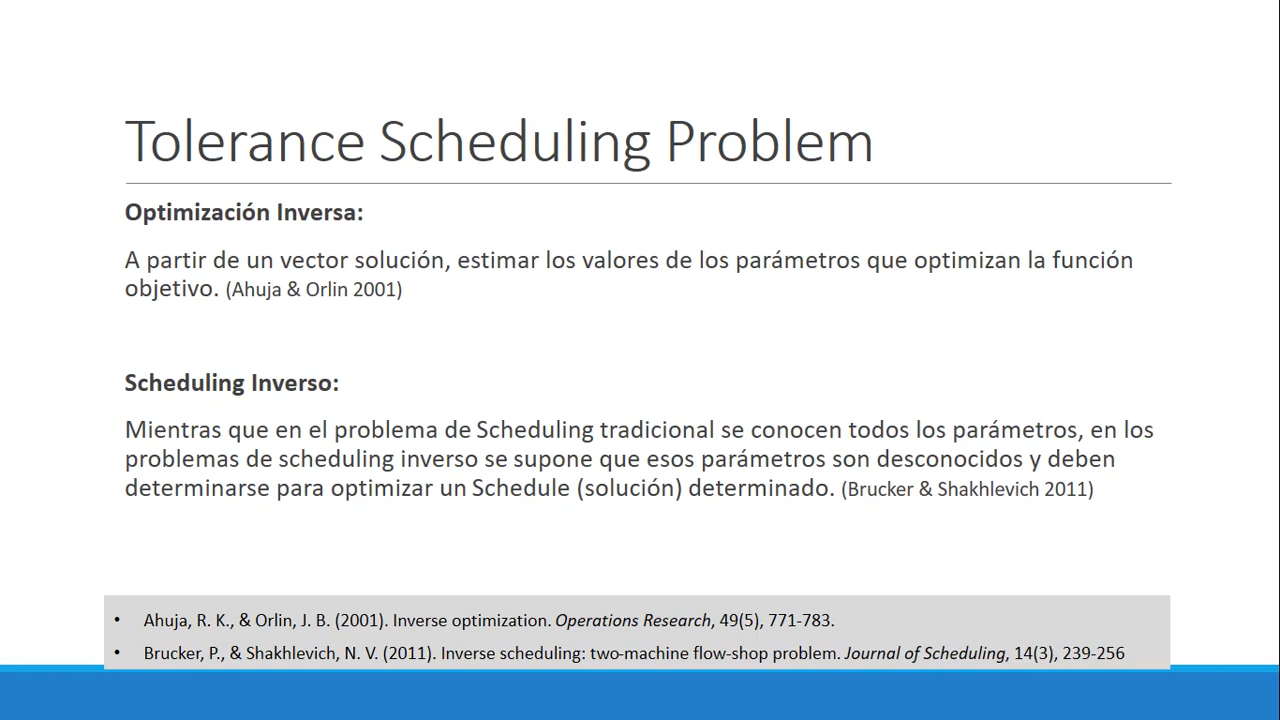 Tolerance Scheduling Problem
Optimización Inversa:
A partir de un vector solución, estimar los valores de los parámetros que optimizan la función
objetivo. (Ahuja & Orlin 2001)
Scheduling Inverso:
Mientras que en el problema de Scheduling tradicional se conocen todos los parámetros, en los
problemas de scheduling inverso se supone que esos parámetros son desconocidos y deben
determinarse para optimizar un Schedule (solución) determinado. (Brucker & Shakhlevich 2011)
• Ahuja, R. K., & Orlin, J. B. (2001). Inverse optimization. Operations Research, 49(5), 771-783.
• Brucker, P., & Shakhlevich, N. V. (2011). Inverse scheduling: two-machine flow-shop problem. Journal of Scheduling, 14(3), 239-256